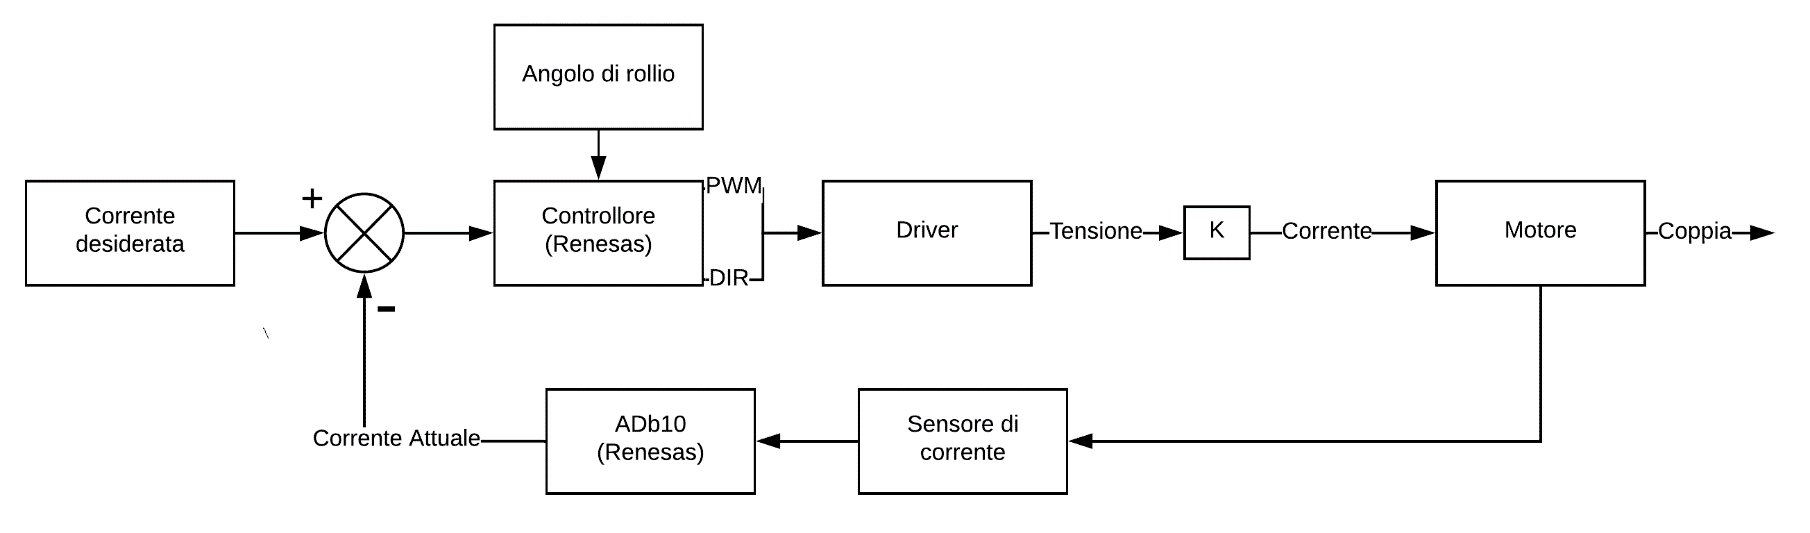 Angolo di rollio
+
Corrente
desiderata
Controllore
(Renesas)
PWM
DIR
Driver
Tensione
K
Corrente
Motore
Coppia
-
Corrente Attuale
ADb10
(Renesas)
Sensore di
corrente